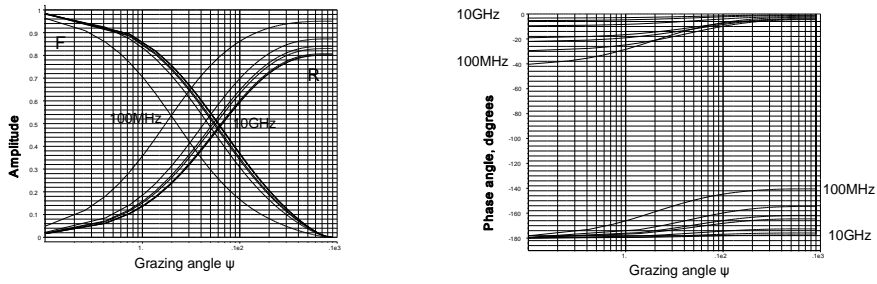 1
0.9
0.8
0.7
0.6
0.5
0.4
0.3
0.2
0.1
0
F
R
100MHz
10GHz
Amplitude
1.
.1e2
.1e3
Grazing angle ψ
10GHz
100MHz
0
-20
-40
-60
-80
-100
-120
-140
-160
-180
Phase angle, degrees
100MHz
10GHz
1.
.1e2
.1e3
Grazing angle ψ